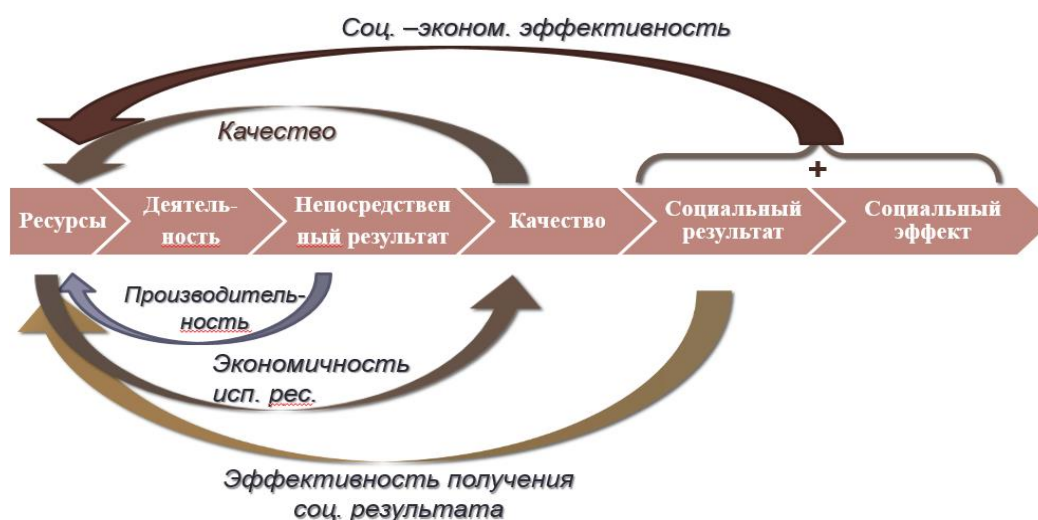 Соц. –эконом. эффективность
Качество
Ресурсы
Деятель-
ность
Непосредствен
ный результат
Качество
Социальный
результат
+
Социальный
эффект
Производитель-
ность
Экономичность
исп. рес.
Эффективность получения
соц. результата